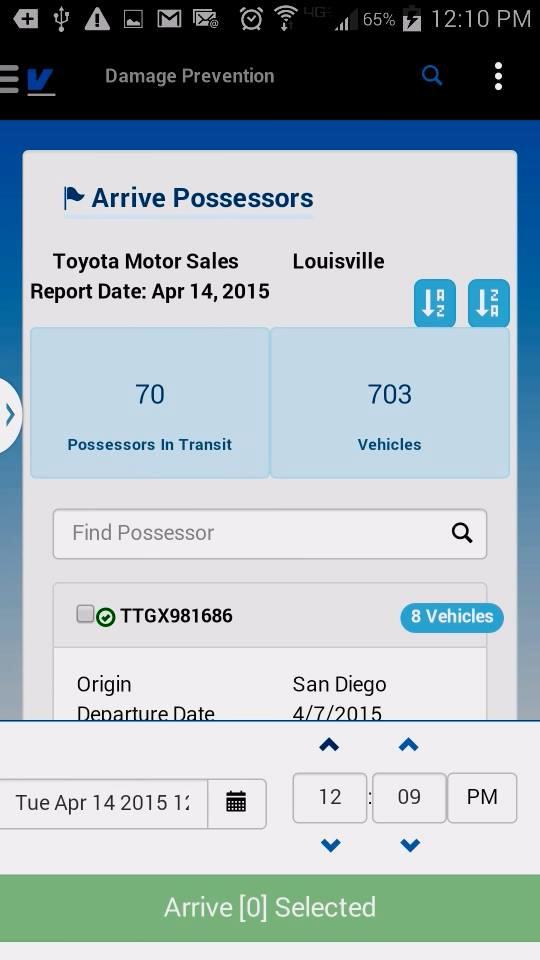 4G 65% 12:10 PM
Damage Prevention
Arrive Possessors
Toyota Motor Sales Louisville
Report Date: Apr 14, 2015
A Z
Z A
70 703
Possessors In Transit Vehicles
Find Possessor
TTGX981686 8 Vehicles
Origin San Diego
Departure Date 4/7/2015
Tue Apr 14 2015 12 12 : 09 PM
Arrive [0] Selected